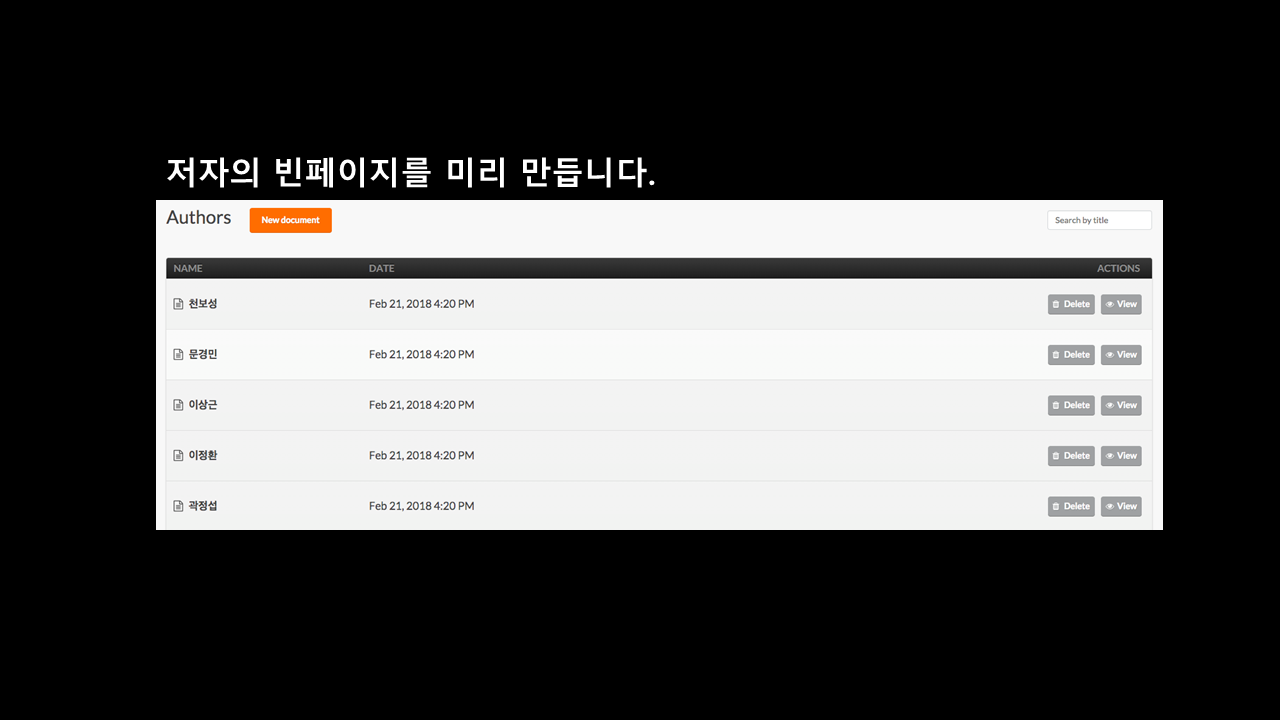 저자의 빈페이지를 미리 만듭니다.
Authors New document Search by title
NAME DATE ACTIONS
천보성 Feb 21, 2018 4:20 PM Delete View
문경민 Feb 21, 2018 4:20 PM Delete View
이상근 Feb 21, 2018 4:20 PM Delete View
이정환 Feb 21, 2018 4:20 PM Delete View
곽정섭 Feb 21, 2018 4:20 PM Delete View